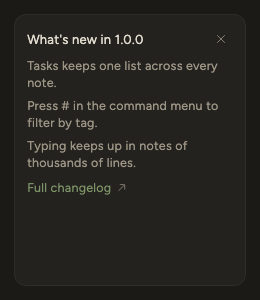 What's new in 1.0.0
Tasks keeps one list across every
note.
Press # in the command menu to
filter by tag.
Typing keeps up in notes of
thousands of lines.
Full changelog ↗